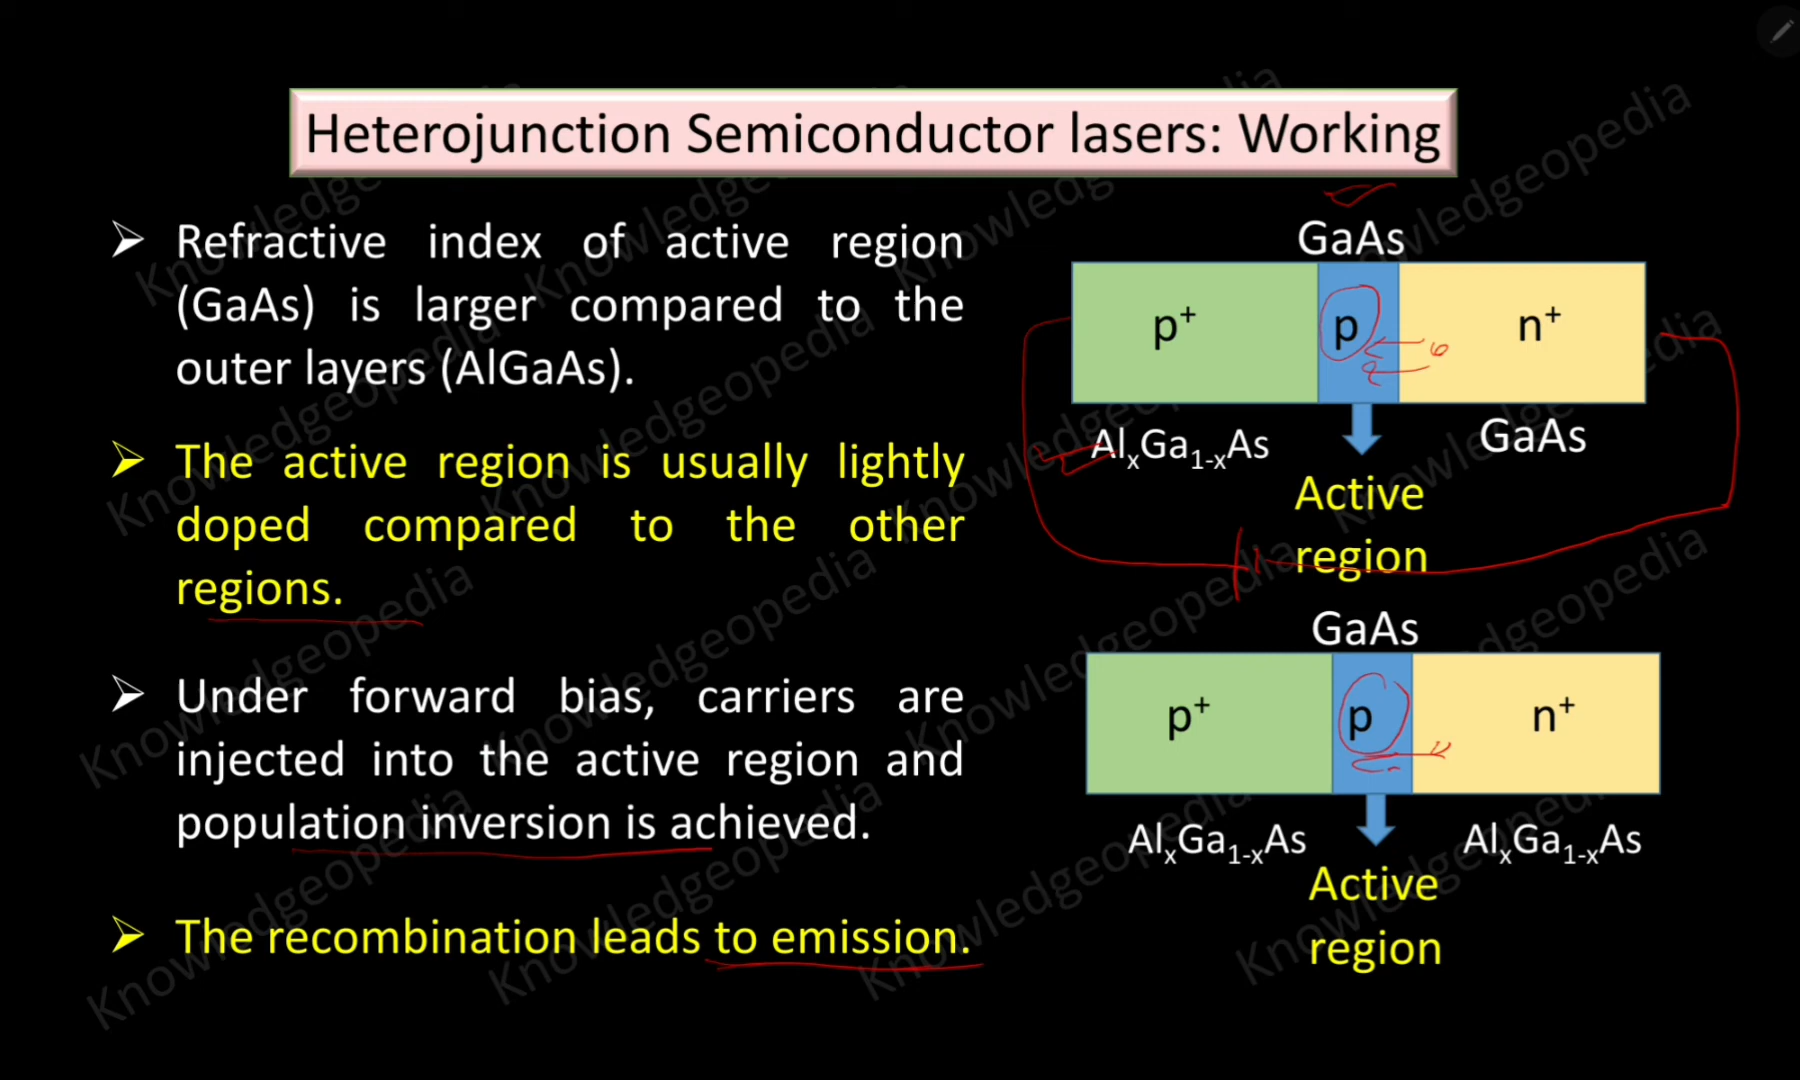 Heterojunction Semiconductor lasers: Working
Refractive index of active region
(GaAs) is larger compared to the
outer layers (AlGaAs).
The active region is usually lightly
doped compared to the other
regions.
Under forward bias, carriers are
injected into the active region and
population inversion is achieved.
The recombination leads to emission.
GaAs
p⁺ p n⁺
AlₓGa₁₋ₓAs GaAs
Active
region
GaAs
p⁺ p n⁺
AlₓGa₁₋ₓAs AlₓGa₁₋ₓAs
Active
region
Knowledgeopedia